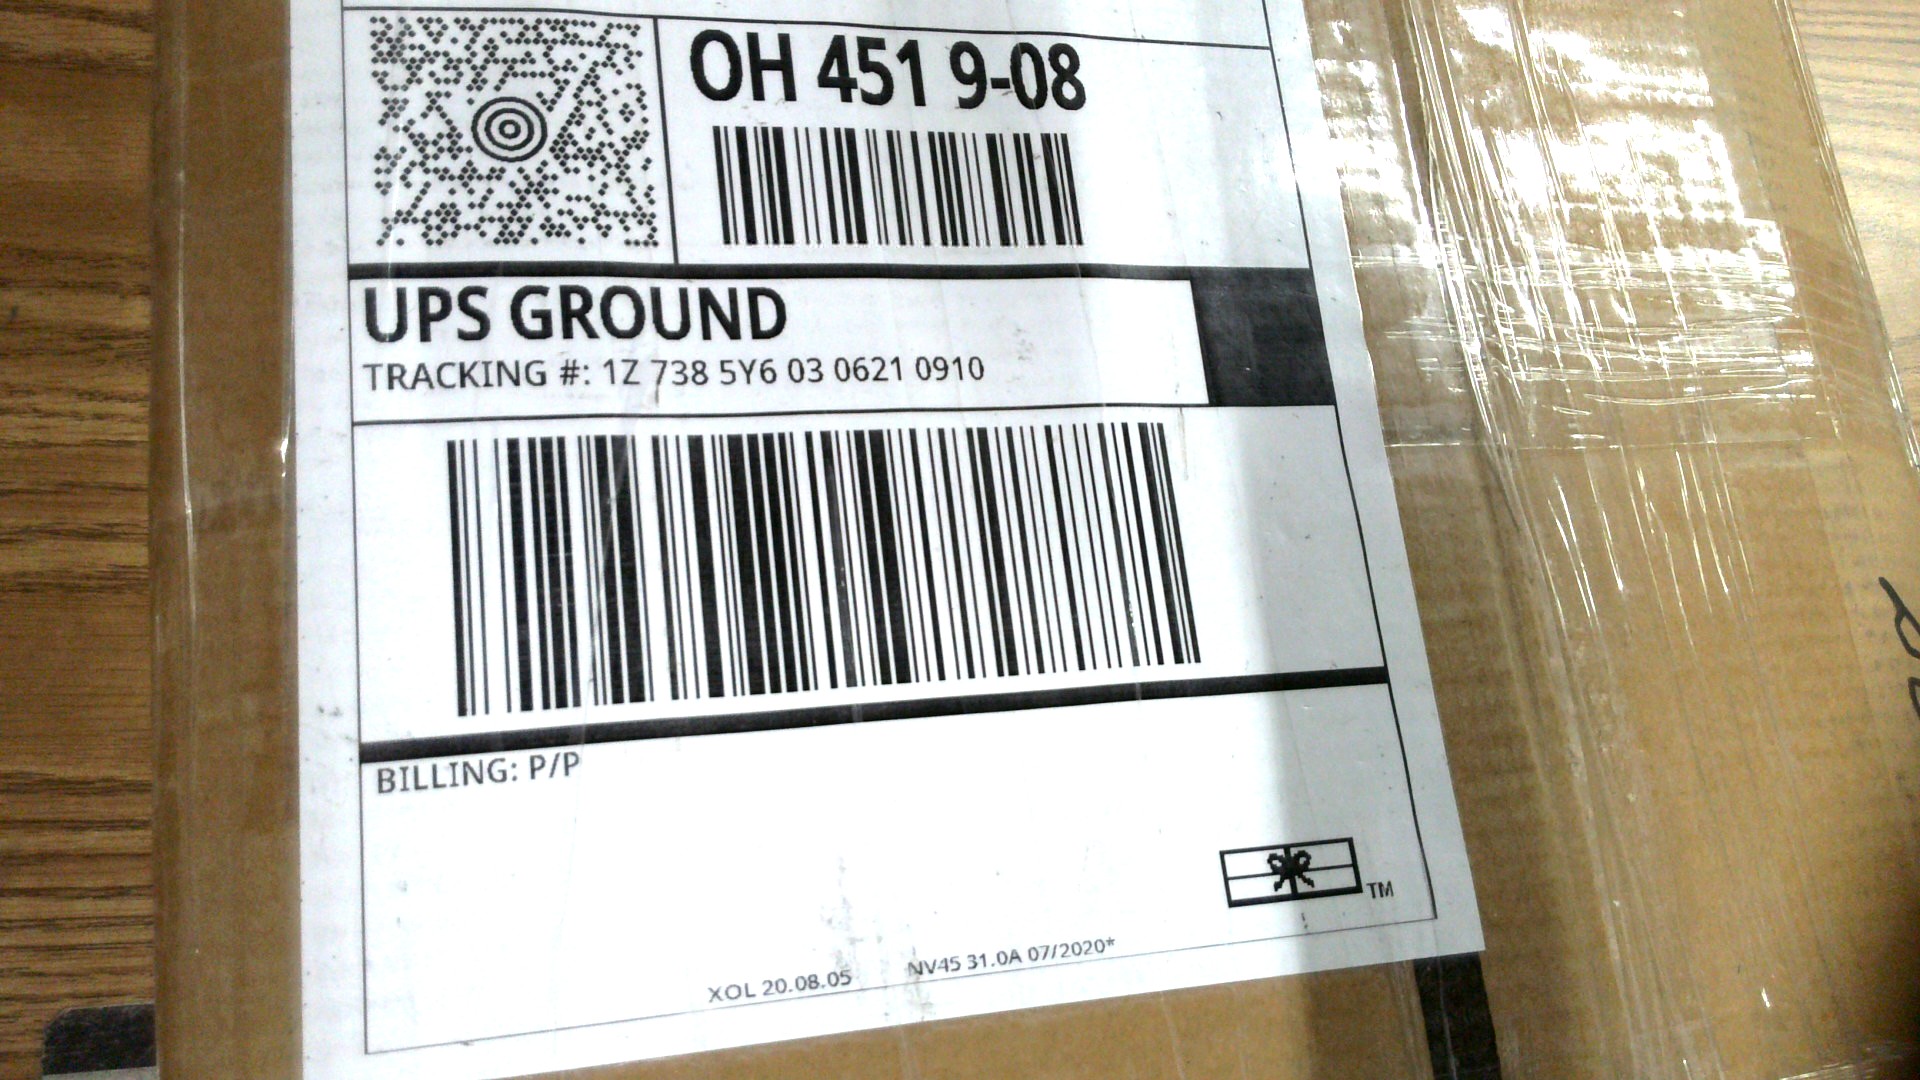 OH 451 9-08
UPS GROUND
TRACKING #: 1Z 738 5Y6 03 0621 0910
BILLING: P/P
TM
XOL 20.08.05 NV45 31.0A 07/2020*